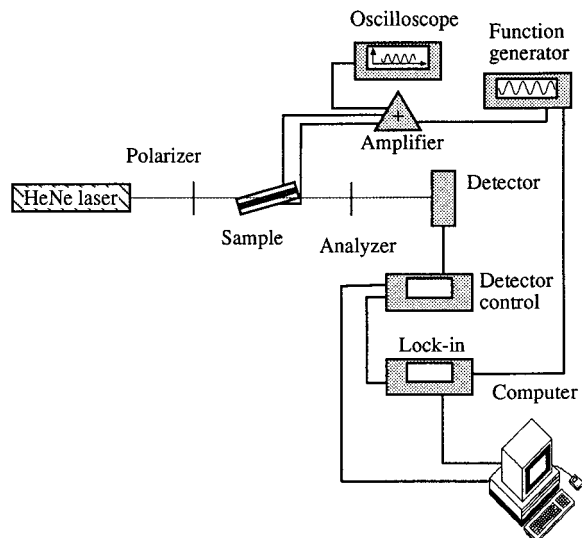 Oscilloscope
Function
generator
+
Amplifier
Polarizer
HeNe laser
Detector
Sample
Analyzer
Detector
control
Lock-in
Computer